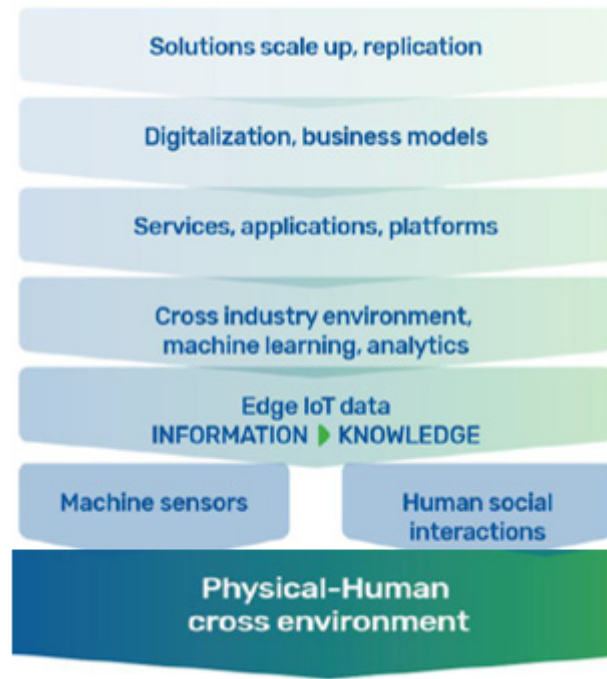 Solutions scale up, replication
Digitalization, business models
Services, applications, platforms
Cross industry environment,
machine learning, analytics
Edge IoT data
INFORMATION ▶ KNOWLEDGE
Machine sensors
Human social
interactions
Physical-Human
cross environment